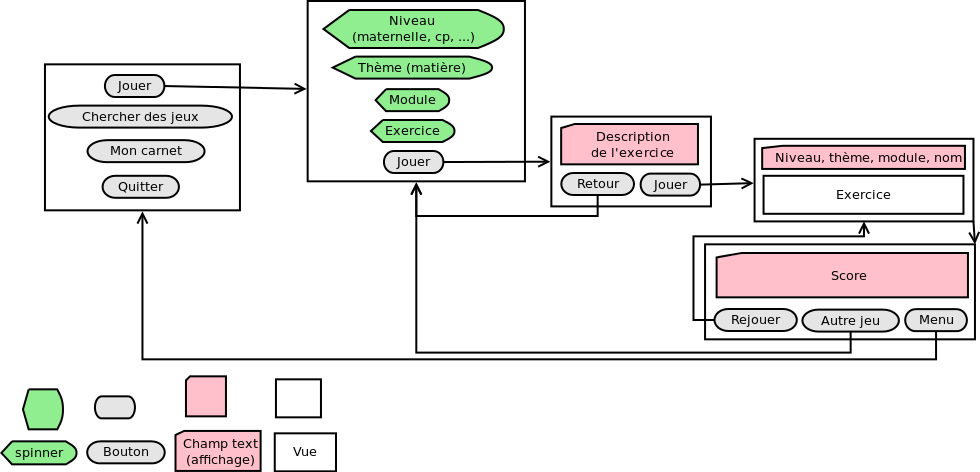 Jouer
Chercher des jeux
Mon carnet
Quitter
Niveau
(maternelle, cp, ...)
Thème (matière)
Module
Exercice
Jouer
Description
de l'exercice
Retour
Jouer
Niveau, thème, module, nom
Exercice
Score
Rejouer
Autre jeu
Menu
spinner
Bouton
Champ text
(affichage)
Vue